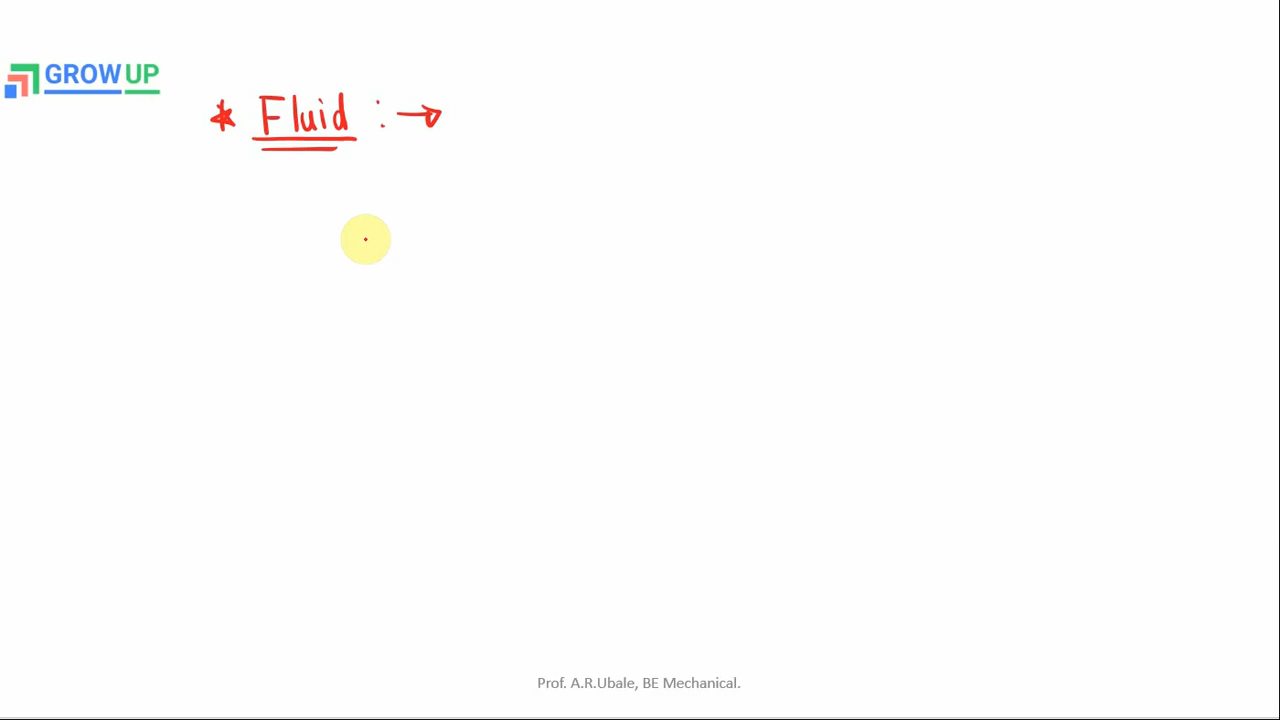 GROW UP
* Fluid : →
Prof. A.R.Ubale, BE Mechanical.